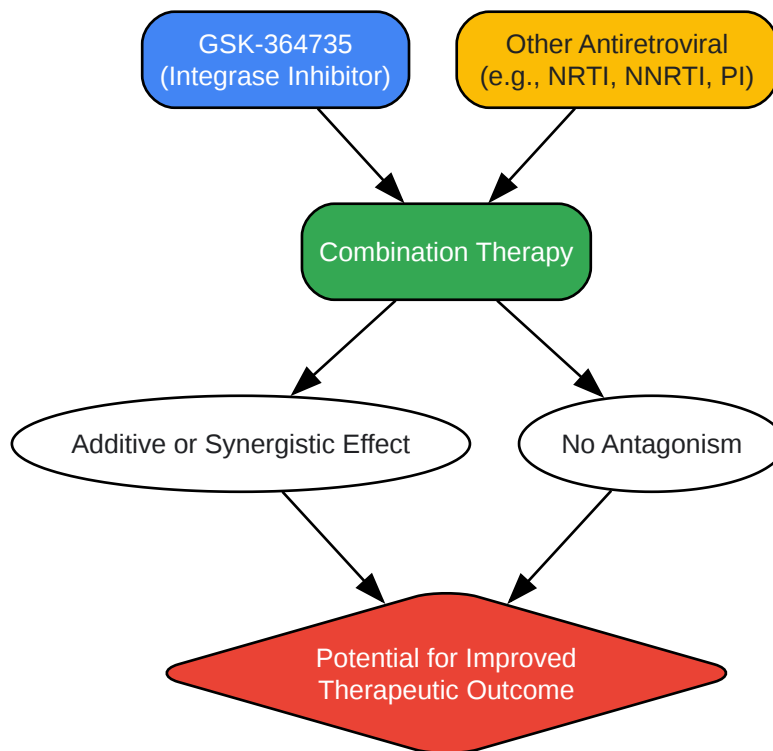 GSK-364735
(Integrase Inhibitor)
Other Antiretroviral
(e.g., NRTI, NNRTI, PI)
Combination Therapy
Additive or Synergistic Effect
No Antagonism
Potential for Improved
Therapeutic Outcome